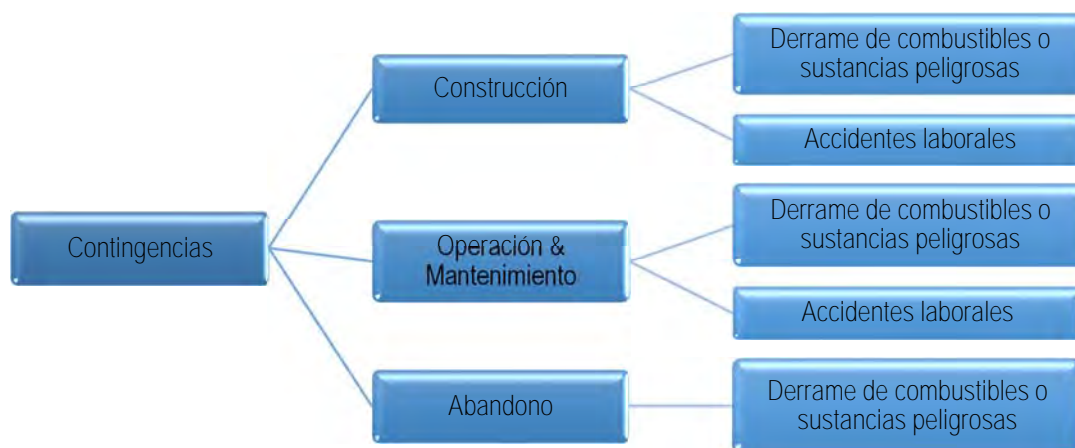 Contingencias
Construcción
Derrame de combustibles o
sustancias peligrosas
Accidentes laborales
Operación &
Mantenimiento
Derrame de combustibles o
sustancias peligrosas
Accidentes laborales
Abandono
Derrame de combustibles o
sustancias peligrosas